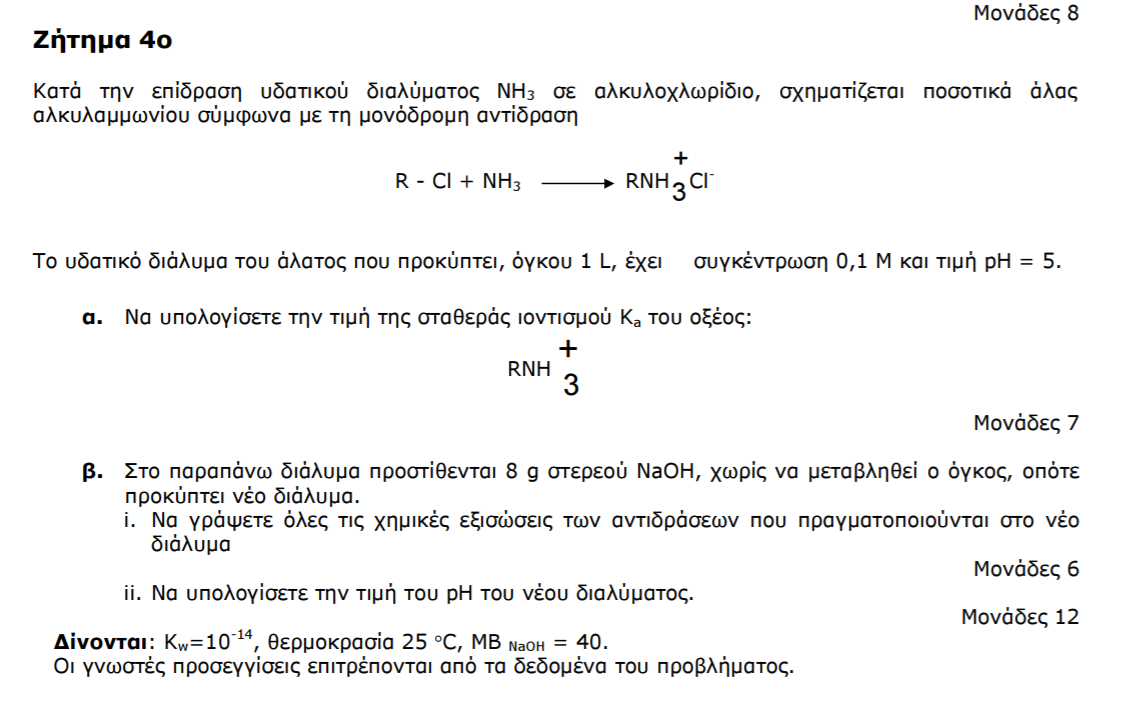 Μονάδες 8
Ζήτημα 4ο
Κατά την επίδραση υδατικού διαλύματος NH₃ σε αλκυλοχλωρίδιο, σχηματίζεται ποσοτικά άλας
αλκυλαμμωνίου σύμφωνα με τη μονόδρομη αντίδραση
R - Cl + NH₃ ⟶ RNH₃⁺Cl⁻
Το υδατικό διάλυμα του άλατος που προκύπτει, όγκου 1 L, έχει συγκέντρωση 0,1 M και τιμή pH = 5.
α. Να υπολογίσετε την τιμή της σταθεράς ιοντισμού Kₐ του οξέος:
RNH₃⁺
Μονάδες 7
β. Στο παραπάνω διάλυμα προστίθενται 8 g στερεού NaOH, χωρίς να μεταβληθεί ο όγκος, οπότε
προκύπτει νέο διάλυμα.
i. Να γράψετε όλες τις χημικές εξισώσεις των αντιδράσεων που πραγματοποιούνται στο νέο
διάλυμα
Μονάδες 6
ii. Να υπολογίσετε την τιμή του pH του νέου διαλύματος.
Μονάδες 12
Δίνονται: Kw=10⁻¹⁴, θερμοκρασία 25 °C, ΜΒ NaOH = 40.
Οι γνωστές προσεγγίσεις επιτρέπονται από τα δεδομένα του προβλήματος.